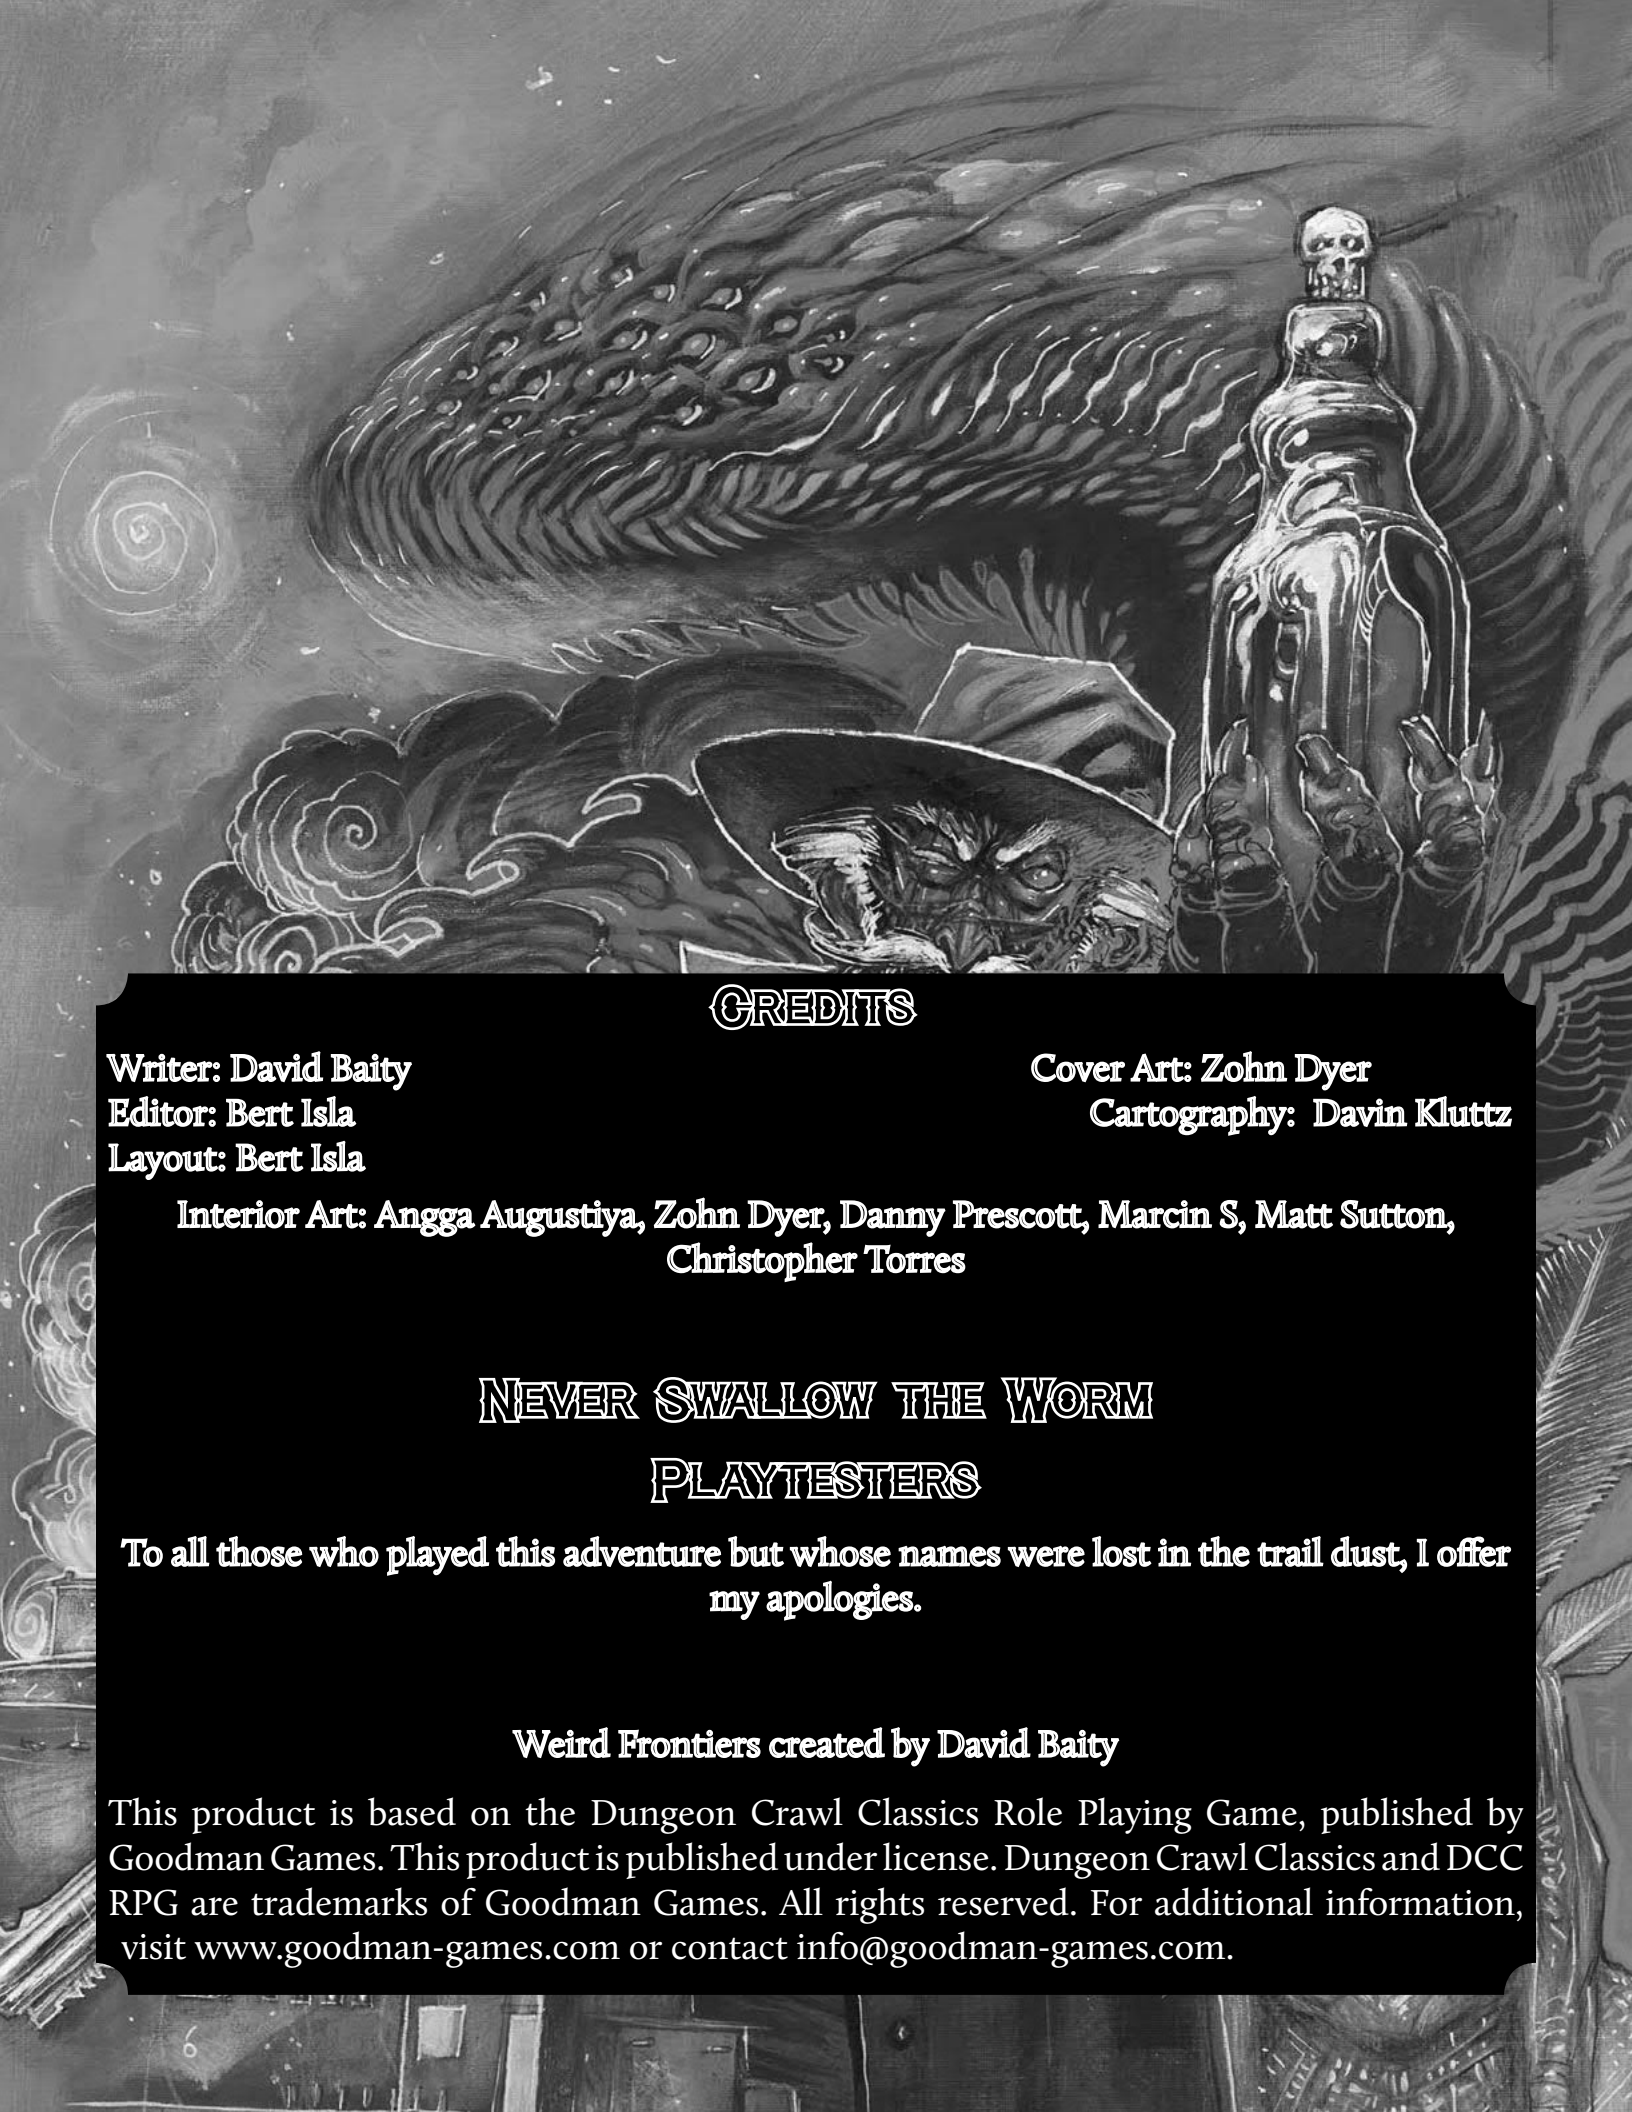 Credits
Writer: David Baity
Cover Art: Zohn Dyer
Editor: Bert Isla
Cartography: Davin Kluttz
Layout: Bert Isla
Interior Art: Angga Augustiya, Zohn Dyer, Danny Prescott, Marcin S, Matt Sutton,
Christopher Torres
Never Swallow the Worm
Playtesters
To all those who played this adventure but whose names were lost in the trail dust, I offer
my apologies.
Weird Frontiers created by David Baity
This product is based on the Dungeon Crawl Classics Role Playing Game, published by
Goodman Games. This product is published under license. Dungeon Crawl Classics and DCC
RPG are trademarks of Goodman Games. All rights reserved. For additional information,
visit www.goodman-games.com or contact info@goodman-games.com.
6